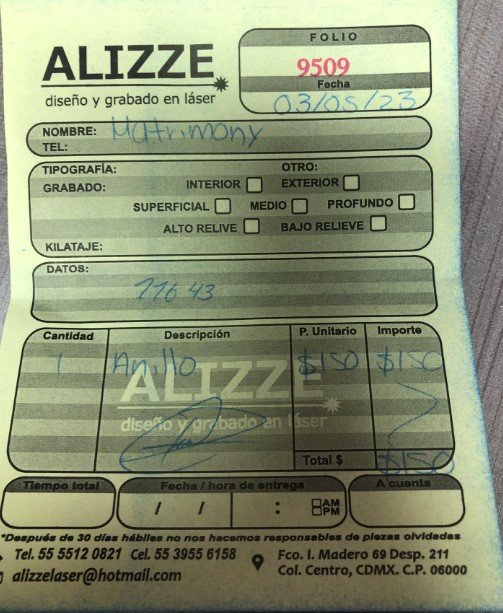 FOLIO
ALIZZE
9509
diseño y grabado en láser
Fecha
03/05/23
NOMBRE: Matrimony
TEL:
TIPOGRAFÍA: OTRO:
GRABADO: INTERIOR EXTERIOR
SUPERFICIAL MEDIO PROFUNDO
ALTO RELIVE BAJO RELIEVE
KILATAJE:
DATOS:
11643
Cantidad Descripción P. Unitario Importe
1 Anillo $150 $150
ALIZZE
diseño y grabado en láser
Total $ $150
Tiempo total Fecha / hora de entrega A cuenta
/ / : AM
PM
*Después de 30 días hébiles no nos hacemos responsables de piezas olvidadas
Tel. 55 5512 0821 Cel. 55 3955 6158 Fco. I. Madero 69 Desp. 211
alizzelaser@hotmail.com Col. Centro, CDMX. C.P. 06000